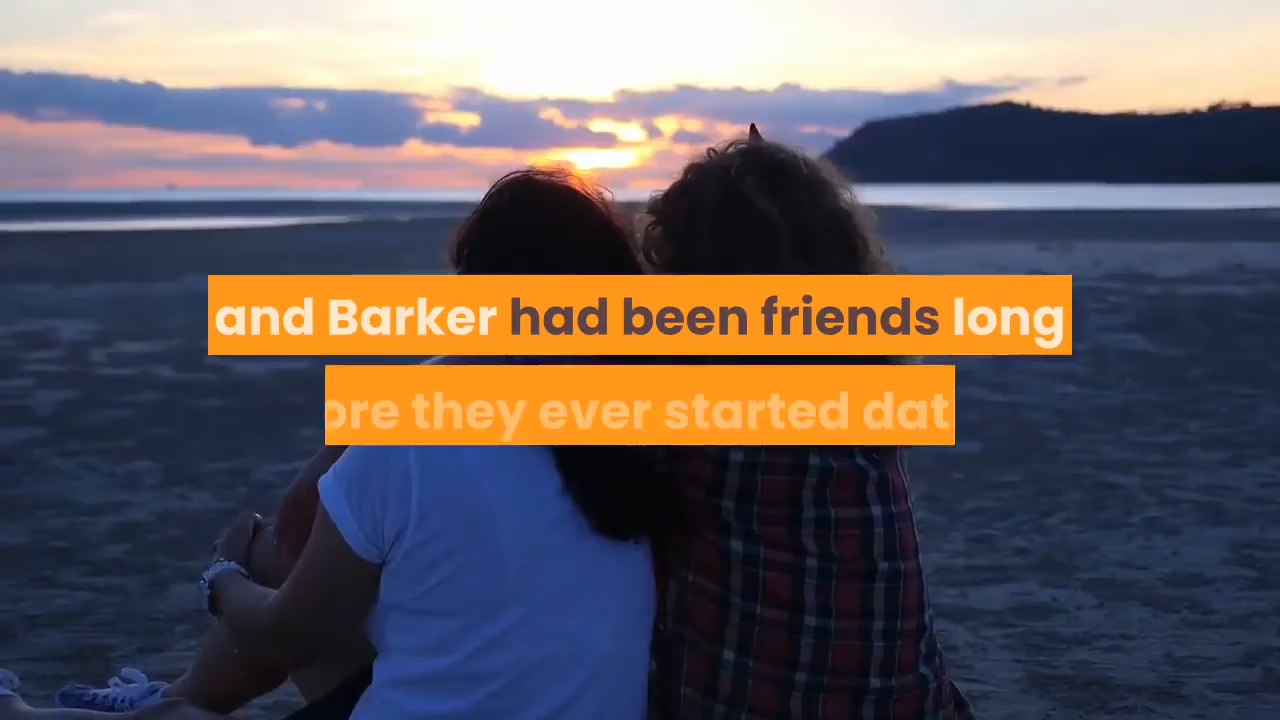 and Barker had been friends long
ore they ever started dat